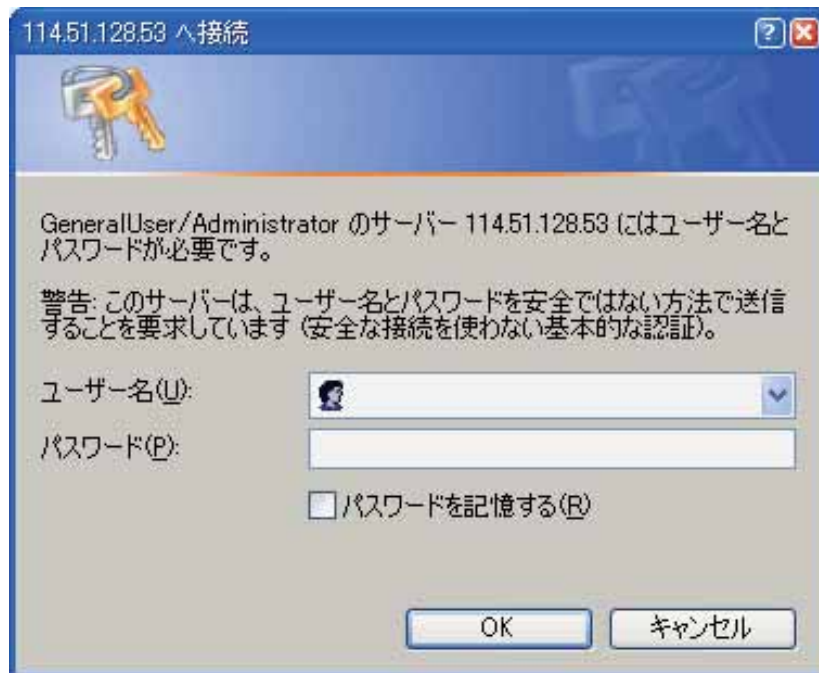 114.51.128.53 へ接続
GeneralUser/Administrator のサーバー 114.51.128.53 にはユーザー名と
パスワードが必要です。
警告: このサーバーは、ユーザー名とパスワードを安全ではない方法で送信
することを要求しています (安全な接続を使わない基本的な認証)。
ユーザー名(U):
パスワード(P):
パスワードを記憶する(R)
OK キャンセル